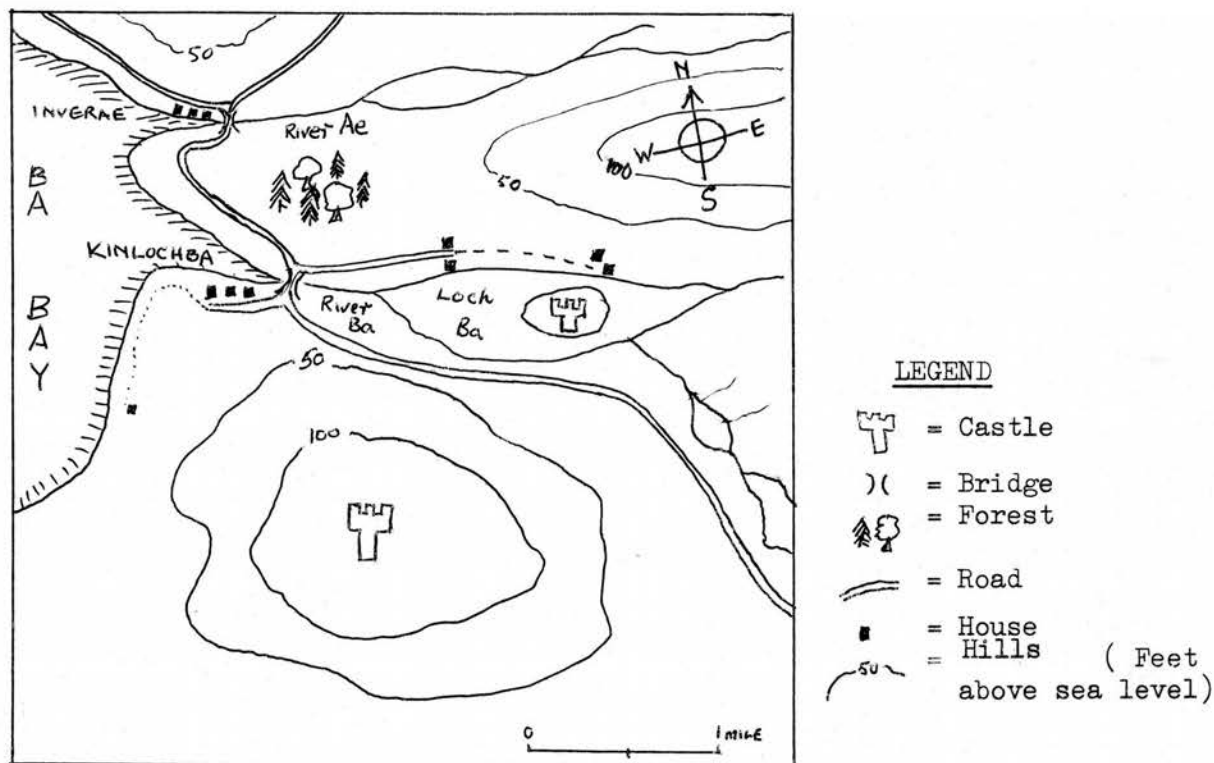 50
N
INVERAE
River Ae
W
E
100
S
50
B
A
KINLOCHBA
B
A
Y
River
Ba
Loch
Ba
50
100
0
1 MILE
LEGEND
= Castle
)( = Bridge
= Forest
= Road
= House
50 = Hills ( Feet
above sea level)